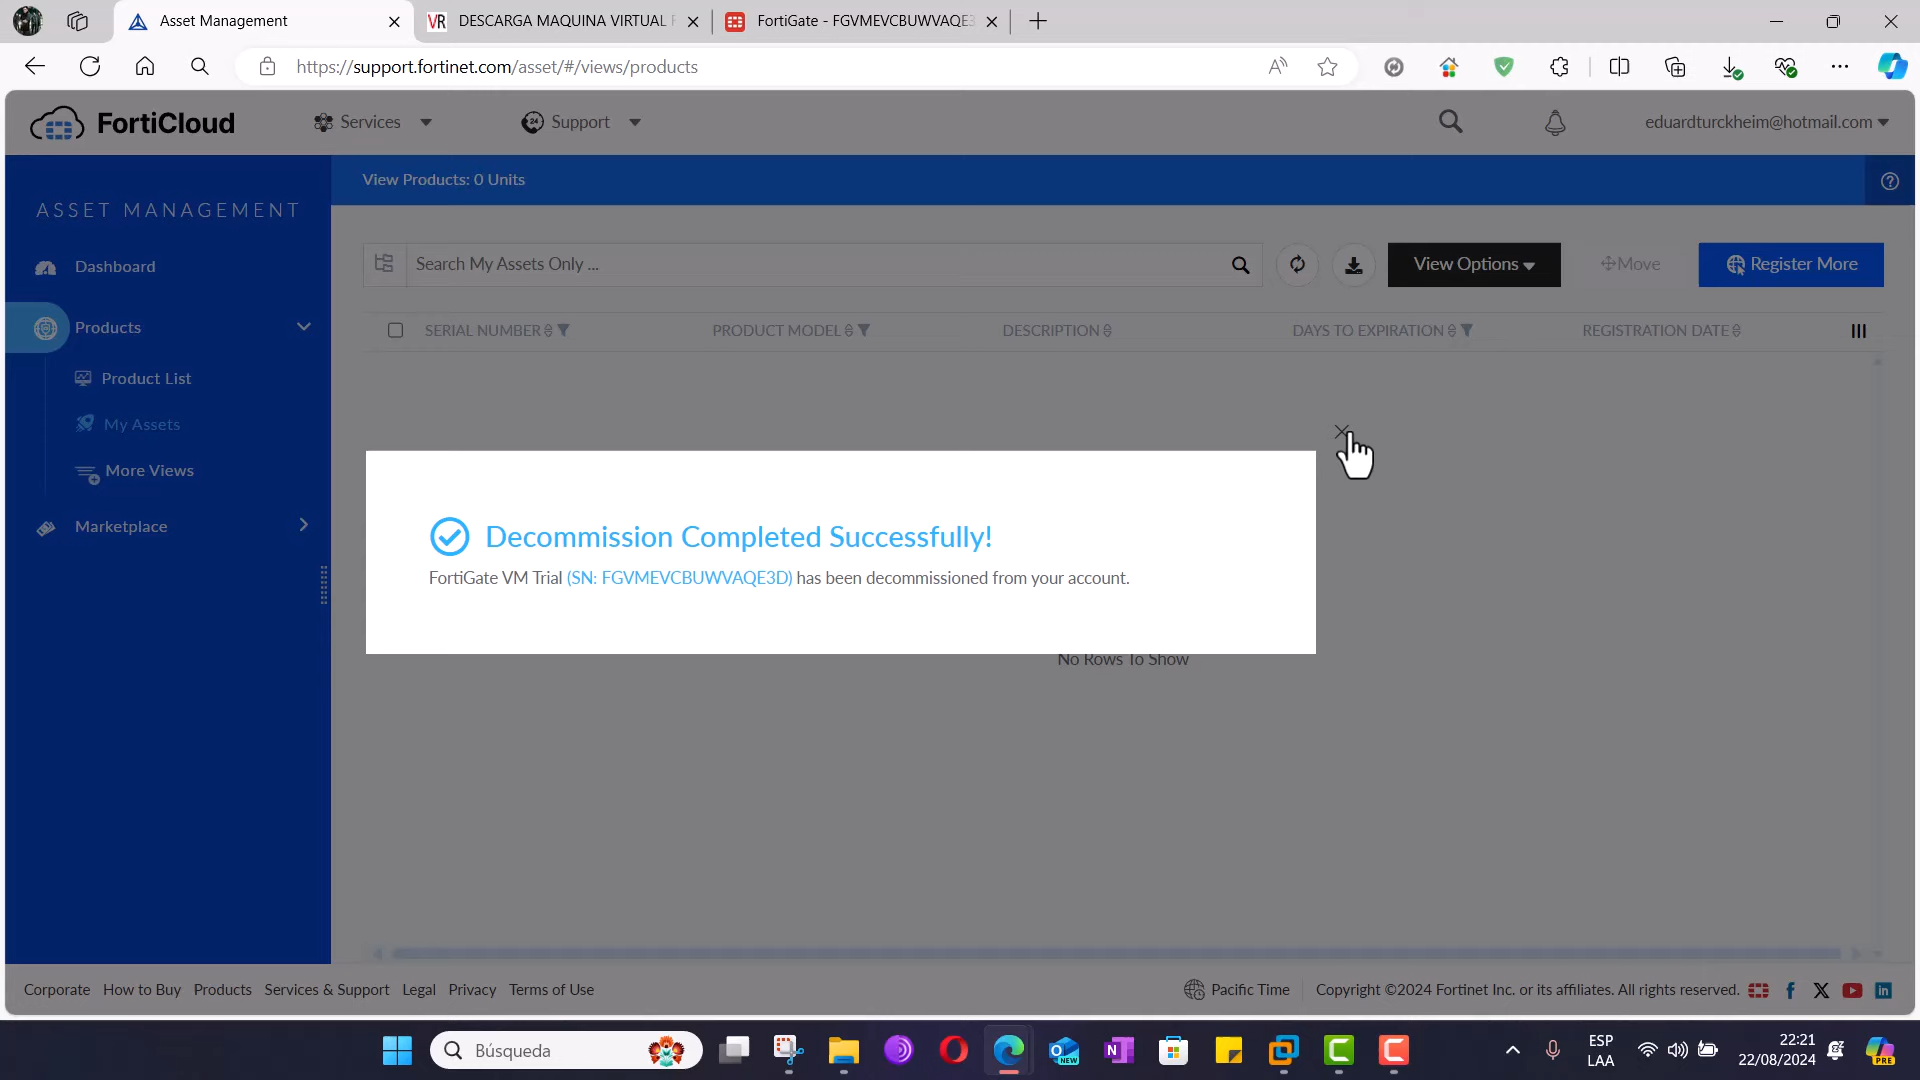 Asset Management
VR DESCARGA MAQUINA VIRTUAL
FortiGate - FGVMEVCBUWVAQE3
https://support.fortinet.com/asset/#/views/products
FortiCloud
Services
Support
eduardturckheim@hotmail.com
ASSET MANAGEMENT
View Products: 0 Units
Dashboard
Products
Product List
My Assets
More Views
Marketplace
Search My Assets Only ...
View Options
Move
Register More
SERIAL NUMBER
PRODUCT MODEL
DESCRIPTION
DAYS TO EXPIRATION
REGISTRATION DATE
Decommission Completed Successfully!
FortiGate VM Trial (SN: FGVMEVCBUWVAQE3D) has been decommissioned from your account.
No Rows To Show
Corporate How to Buy Products Services & Support Legal Privacy Terms of Use
Pacific Time
Copyright ©2024 Fortinet Inc. or its affiliates. All rights reserved.
Búsqueda
ESP
LAA
22:21
22/08/2024